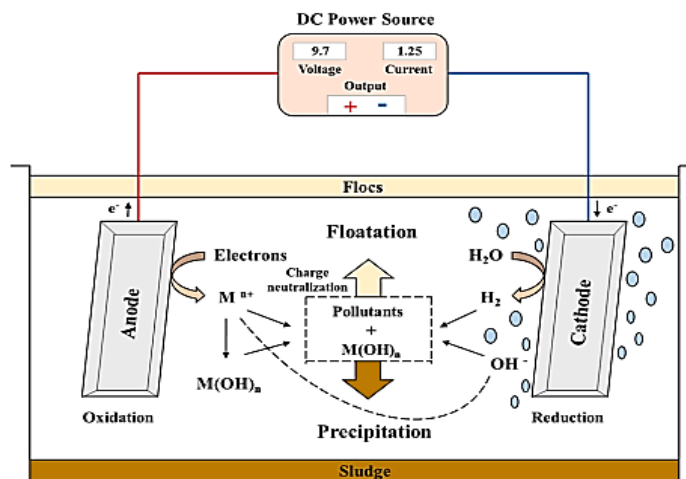 DC Power Source
9.7 1.25
Voltage Current
Output
+ -
Flocs
e- e-
Floatation
Electrons
H2O
Charge
neutralization
Anode
Mn+
Pollutants
+
M(OH)n
H2
Cathode
M(OH)n
OH-
Oxidation
Reduction
Precipitation
Sludge